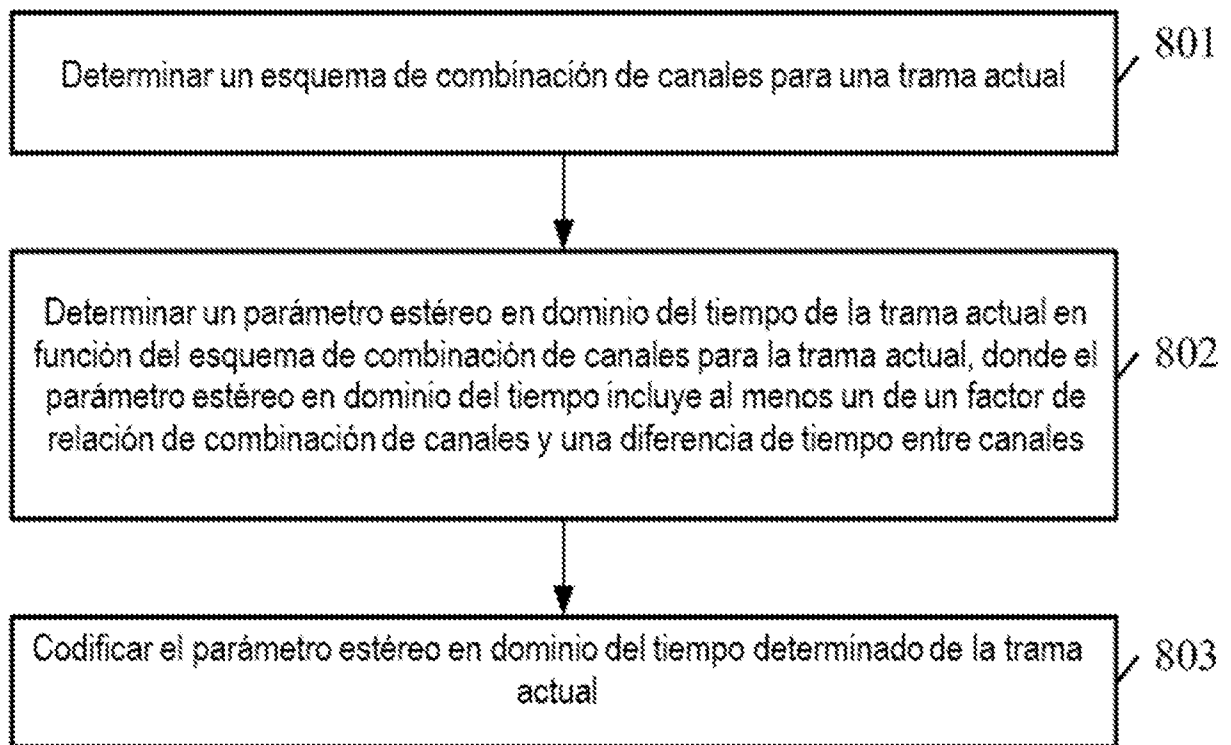 Determinar un esquema de combinación de canales para una trama actual
801
Determinar un parámetro estéreo en dominio del tiempo de la trama actual en
función del esquema de combinación de canales para la trama actual, donde el
parámetro estéreo en dominio del tiempo incluye al menos un de un factor de
relación de combinación de canales y una diferencia de tiempo entre canales
802
Codificar el parámetro estéreo en dominio del tiempo determinado de la trama
actual
803